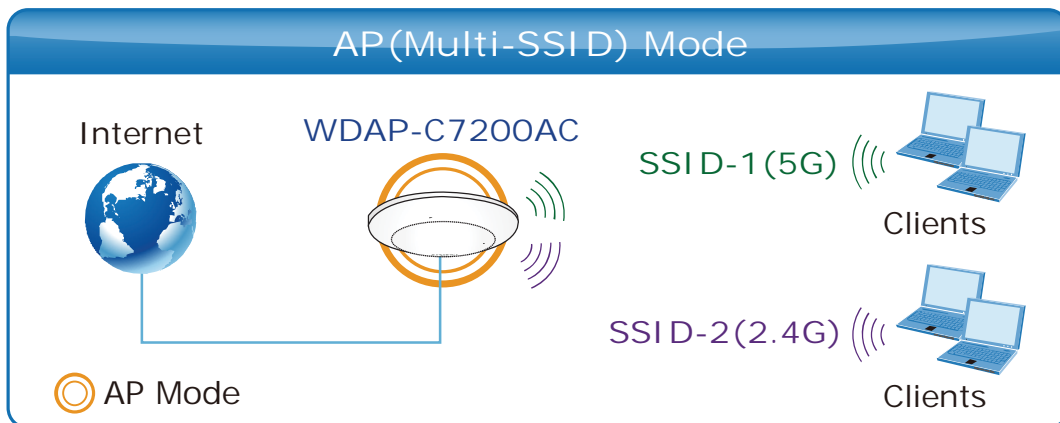 AP(Multi-SSID) Mode
Internet
WDAP-C7200AC
SSID-1(5G)
Clients
SSID-2(2.4G)
Clients
AP Mode